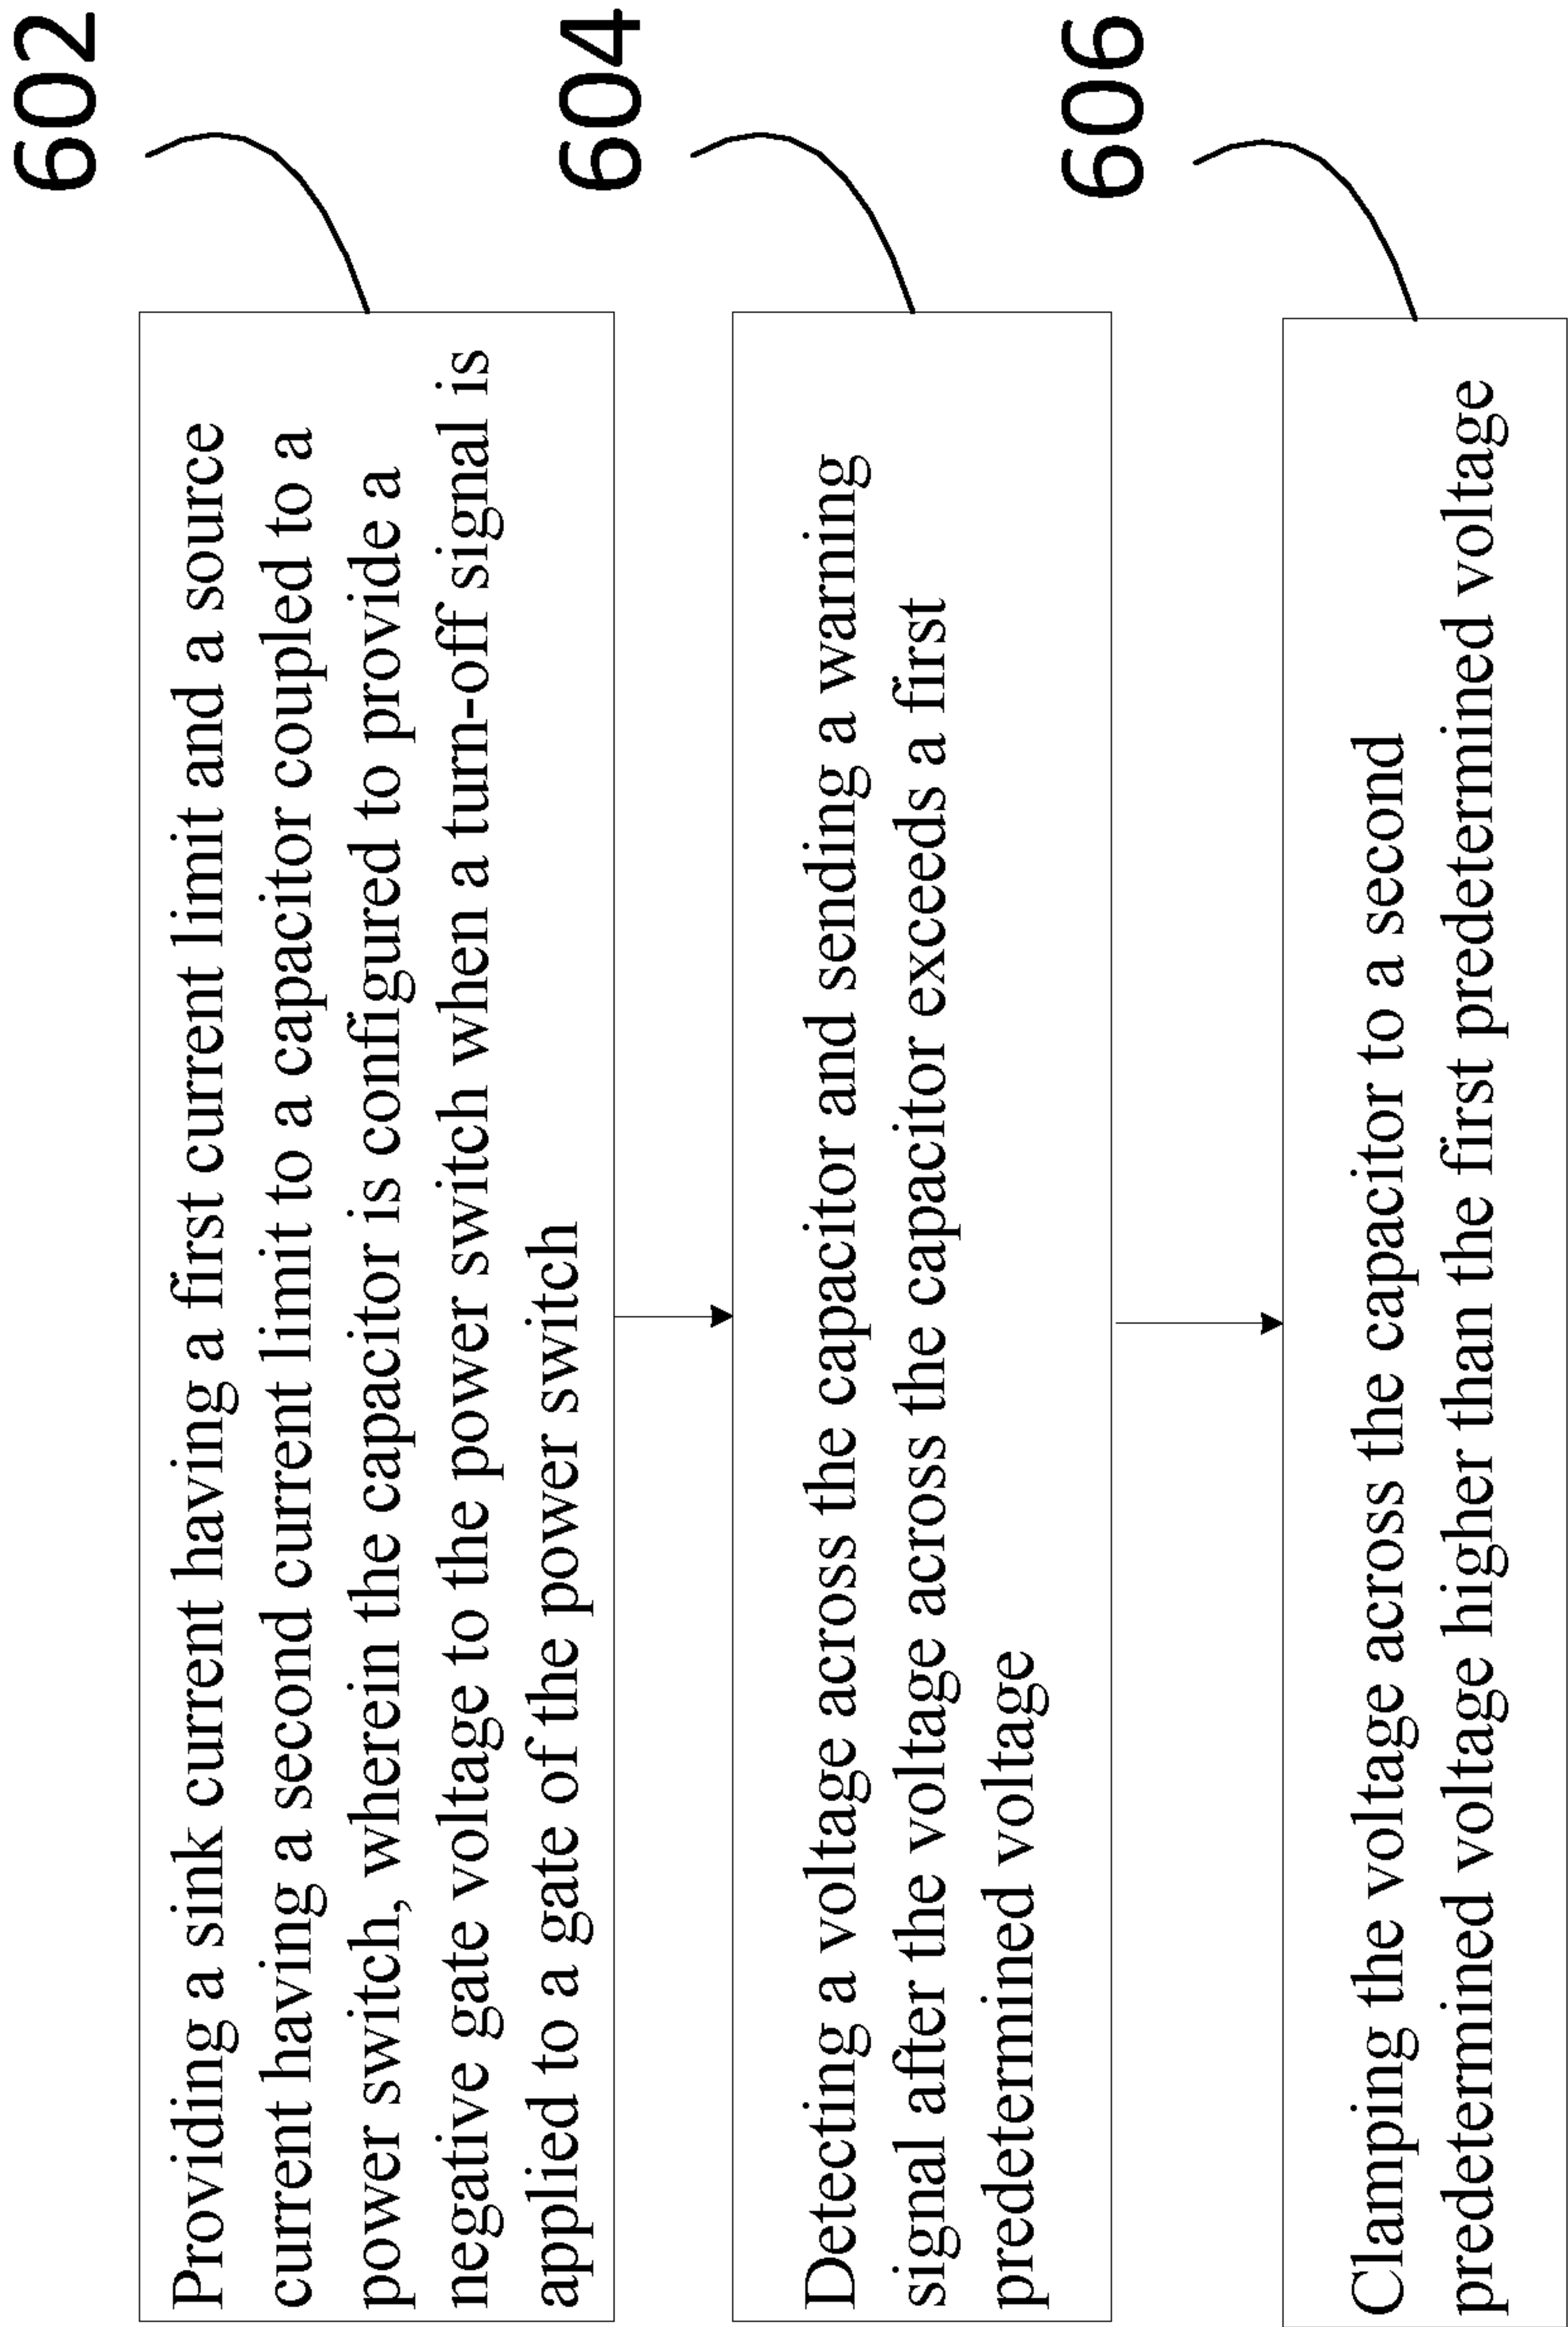 602
Providing a sink current having a first current limit and a source
current having a second current limit to a capacitor coupled to a
power switch, wherein the capacitor is configured to provide a
negative gate voltage to the power switch when a turn-off signal is
applied to a gate of the power switch
604
Detecting a voltage across the capacitor and sending a warning
signal after the voltage across the capacitor exceeds a first
predetermined voltage
606
Clamping the voltage across the capacitor to a second
predetermined voltage higher than the first predetermined voltage